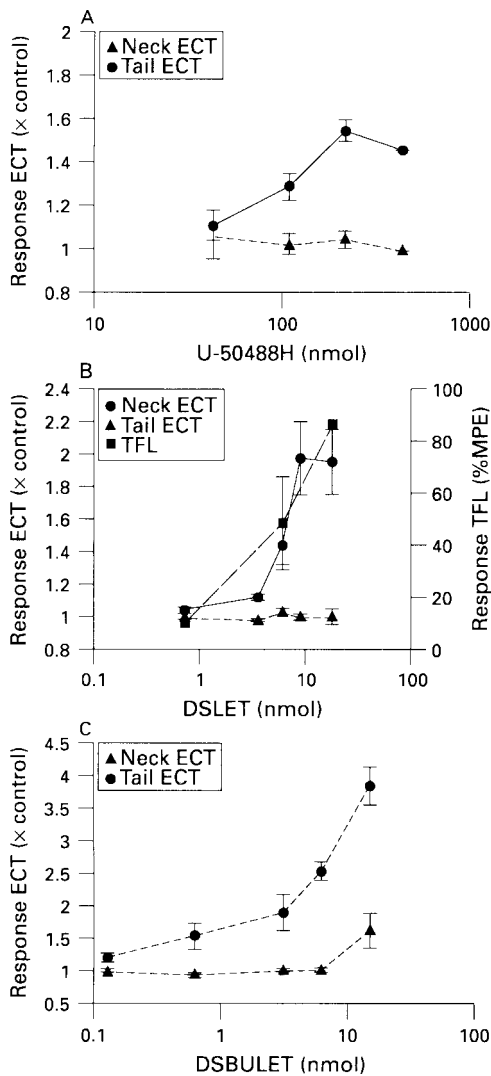 A
Response ECT (× control)
2
1.8
1.6
1.4
1.2
1
0.8
Neck ECT
Tail ECT
10
100
1000
U-50488H (nmol)
B
Response ECT (× control)
2.4
2.2
2
1.8
1.6
1.4
1.2
1
0.8
Neck ECT
Tail ECT
TFL
100
80
60
40
20
0
Response TFL (%MPE)
0.1
1
10
100
DSLET (nmol)
C
Response ECT (× control)
4.5
4
3.5
3
2.5
2
1.5
1
0.5
Neck ECT
Tail ECT
0.1
1
10
100
DSBULET (nmol)